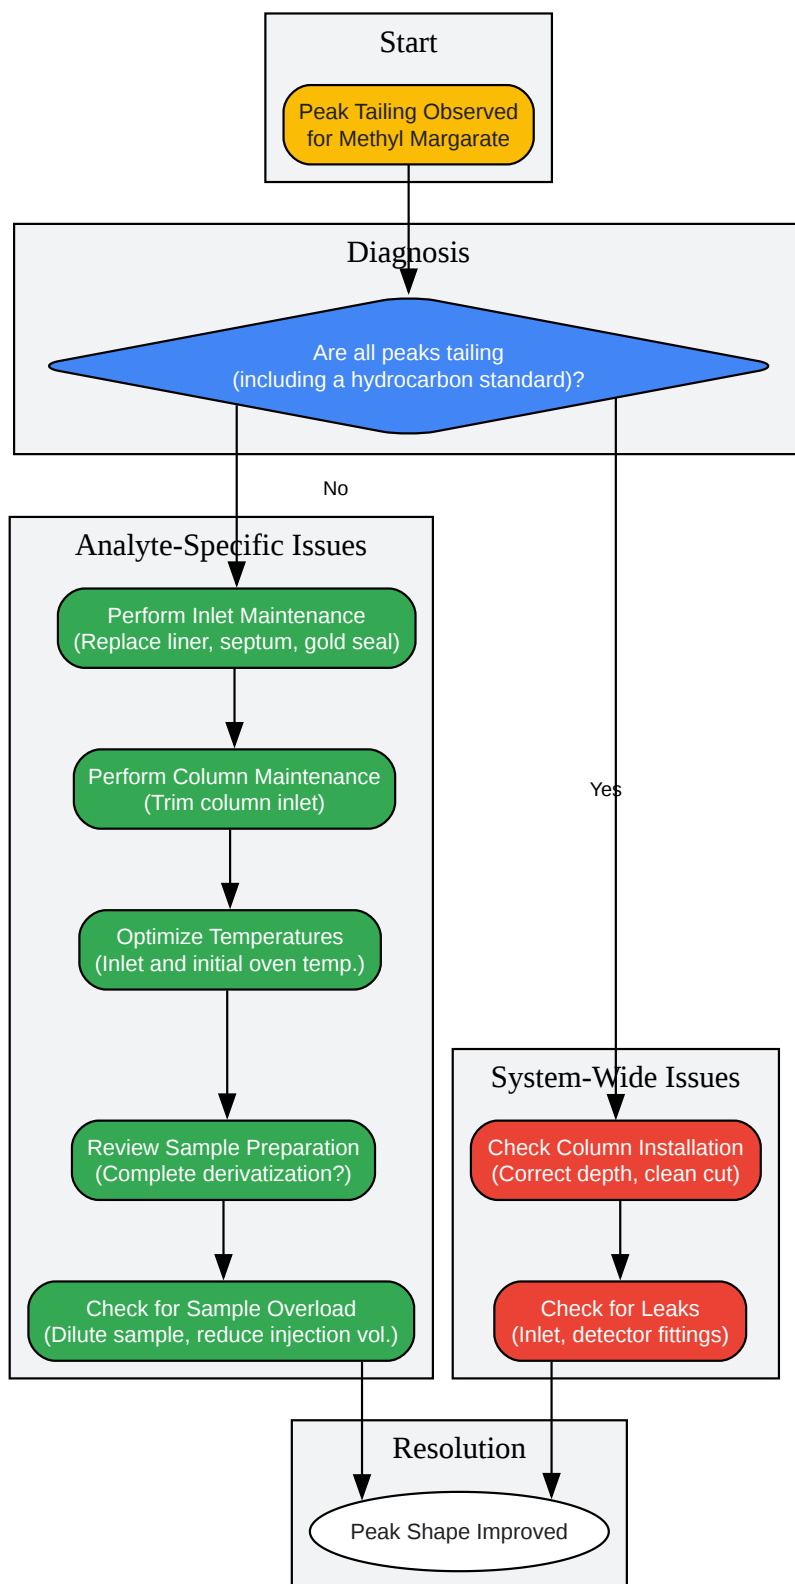 Start
Peak Tailing Observed
for Methyl Margarate
Diagnosis
Are all peaks tailing
(including a hydrocarbon standard)?
No
Analyte-Specific Issues
Perform Inlet Maintenance
(Replace liner, septum, gold seal)
Perform Column Maintenance
(Trim column inlet)
Optimize Temperatures
(Inlet and initial oven temp.)
Review Sample Preparation
(Complete derivatization?)
Check for Sample Overload
(Dilute sample, reduce injection vol.)
Yes
System-Wide Issues
Check Column Installation
(Correct depth, clean cut)
Check for Leaks
(Inlet, detector fittings)
Resolution
Peak Shape Improved